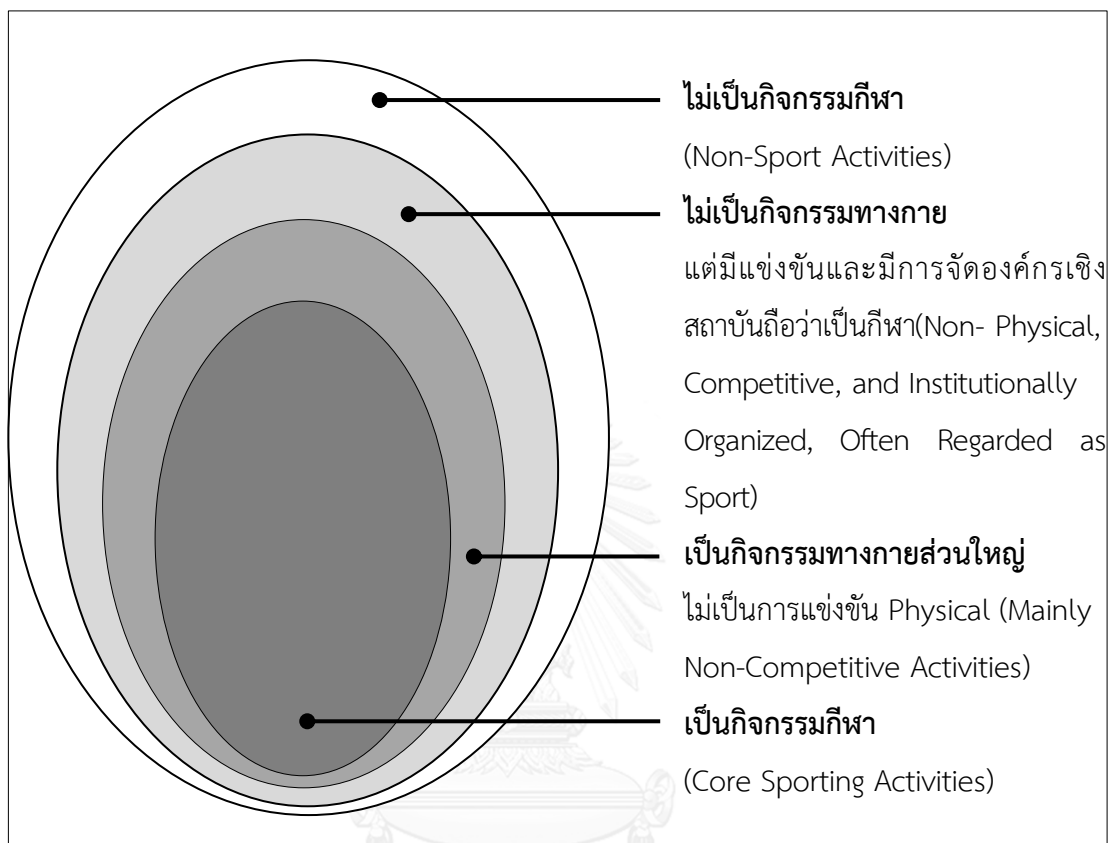 ไม่เป็นกิจกรรมกีฬา
(Non-Sport Activities)
ไม่เป็นกิจกรรมทางกาย
แต่มีแข่งขันและมีการจัดองค์กรเชิง
สถาบันถือว่าเป็นกีฬา(Non- Physical,
Competitive, and Institutionally
Organized, Often Regarded as
Sport)
เป็นกิจกรรมทางกายส่วนใหญ่
ไม่เป็นการแข่งขัน Physical (Mainly
Non-Competitive Activities)
เป็นกิจกรรมกีฬา
(Core Sporting Activities)